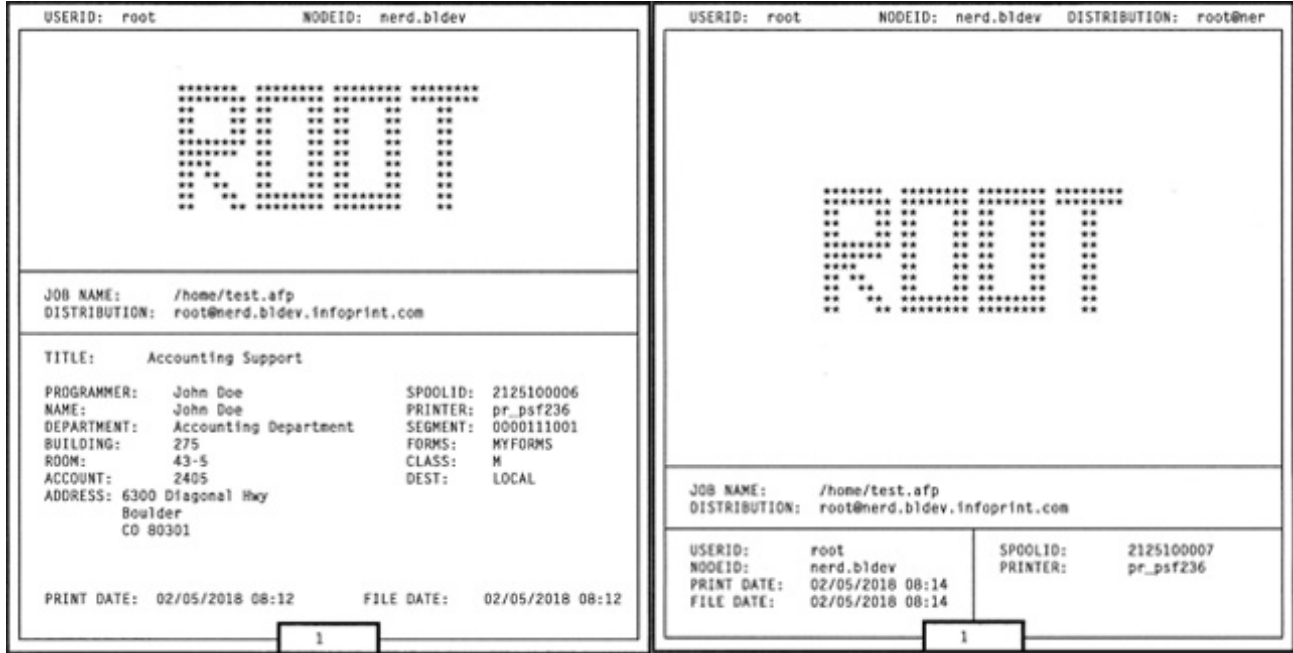 USERID: root NODEID: nerd.bldev
ROOT
JOB NAME: /home/test.afp
DISTRIBUTION: root@nerd.bldev.infoprint.com
TITLE: Accounting Support
PROGRAMMER: John Doe SPOOLID: 2125100006
NAME: John Doe PRINTER: pr_psf236
DEPARTMENT: Accounting Department SEGMENT: 0000111001
BUILDING: 275 FORMS: MYFORMS
ROOM: 43-5 CLASS: M
ACCOUNT: 2405 DEST: LOCAL
ADDRESS: 6300 Diagonal Hwy
Boulder
CO 80301
PRINT DATE: 02/05/2018 08:12 FILE DATE: 02/05/2018 08:12
1
USERID: root NODEID: nerd.bldev DISTRIBUTION: root@ner
ROOT
JOB NAME: /home/test.afp
DISTRIBUTION: root@nerd.bldev.infoprint.com
USERID: root SPOOLID: 2125100007
NODEID: nerd.bldev PRINTER: pr_psf236
PRINT DATE: 02/05/2018 08:14
FILE DATE: 02/05/2018 08:14
1